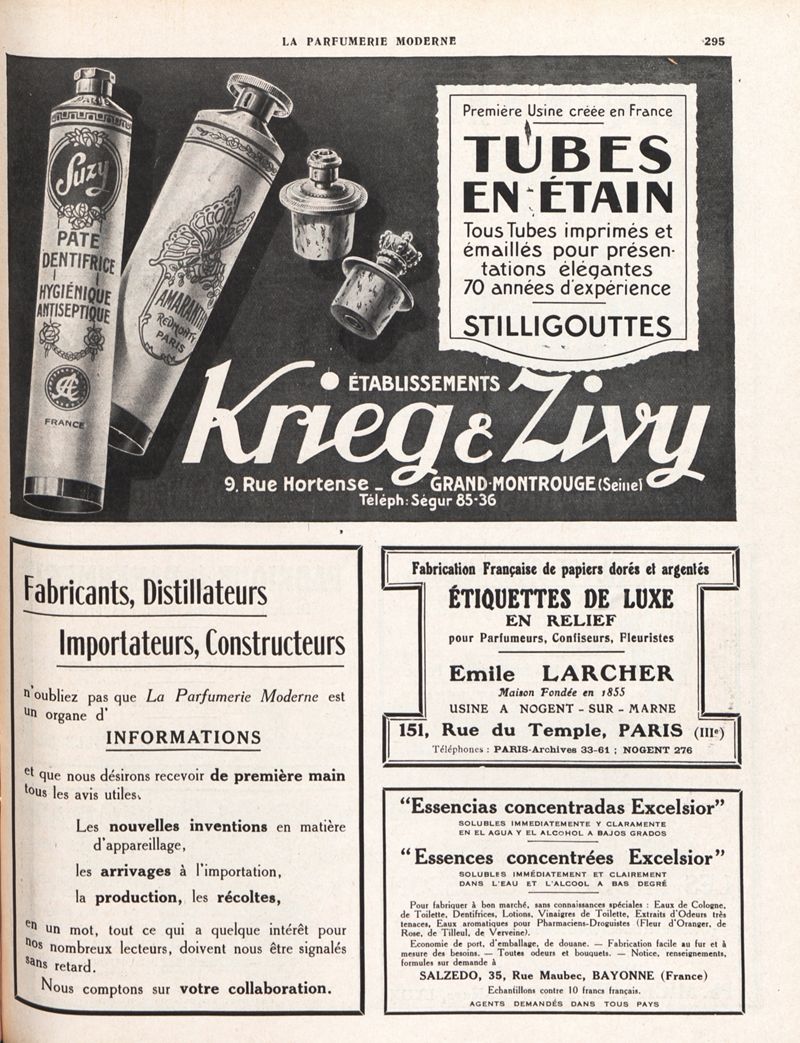 LA PARFUMERIE MODERNE
295
Suzy
PATE
DENTIFRICE
HYGIÉNIQUE
ANTISEPTIQUE
FRANCE
AMARANTHE
PARIS
Première Usine créée en France
TUBES
EN ÉTAIN
Tous Tubes imprimés et
émaillés pour présen-
tations élégantes
70 années d'expérience
STILLIGOUTTES
ÉTABLISSEMENTS
Krieg & Zivy
9, Rue Hortense _ GRAND-MONTROUGE (Seine)
Téléph: Ségur 85-36
Fabricants, Distillateurs
Importateurs, Constructeurs
n'oubliez pas que La Parfumerie Moderne est
un organe d'
INFORMATIONS
et que nous désirons recevoir de première main
tous les avis utiles.
Les nouvelles inventions en matière
d'appareillage,
les arrivages à l'importation,
la production, les récoltes,
en un mot, tout ce qui a quelque intérêt pour
nos nombreux lecteurs, doivent nous être signalés
sans retard.
Nous comptons sur votre collaboration.
Fabrication Française de papiers dorés et argentés
ÉTIQUETTES DE LUXE
EN RELIEF
pour Parfumeurs, Confiseurs, Fleuristes
Emile LARCHER
Maison Fondée en 1855
USINE A NOGENT-SUR-MARNE
151, Rue du Temple, PARIS (IIIe)
Téléphones : PARIS-Archives 33-61 ; NOGENT 276
"Essencias concentradas Excelsior"
SOLUBLES IMMEDIATEMENTE Y CLARAMENTE
EN EL AGUA Y EL ALCOHOL A BAJOS GRADOS
"Essences concentrées Excelsior"
SOLUBLES IMMÉDIATEMENT ET CLAIREMENT
DANS L'EAU ET L'ALCOOL A BAS DEGRÉ
Pour fabriquer à bon marché, sans connaissances spéciales : Eaux de Cologne,
de Toilette, Dentifrices, Lotions, Vinaigres de Toilette, Extraits d'Odeurs très
tenaces, Eaux aromatiques pour Pharmaciens-Droguistes (Fleur d'Oranger, de
Rose, de Tilleul, de Verveine).
Economie de port, d'emballage, de douane. — Fabrication facile au fur et à
mesure des besoins. — Toutes odeurs et bouquets. — Notice, renseignements,
formules sur demande à
SALZEDO, 35, Rue Maubec, BAYONNE (France)
Echantillons contre 10 francs français.
AGENTS DEMANDÉS DANS TOUS PAYS